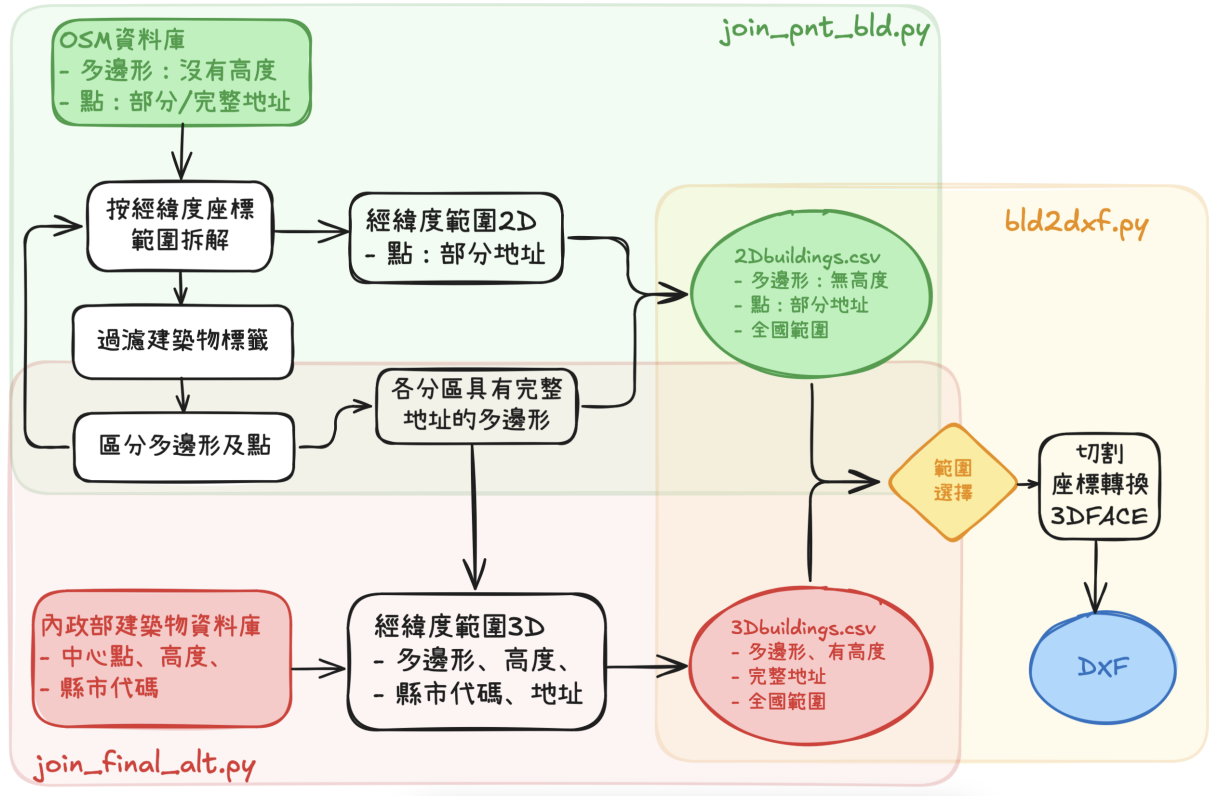 join_pnt_bld.py
OSM資料庫
- 多邊形：沒有高度
- 點：部分/完整地址
按經緯度座標
範圍拆解
經緯度範圍2D
- 點：部分地址
過濾建築物標籤
區分多邊形及點
各分區具有完整
地址的多邊形
2Dbuildings.csv
- 多邊形：無高度
- 點：部分地址
- 全國範圍
bld2dxf.py
範圍
選擇
切割
座標轉換
3DFACE
內政部建築物資料庫
- 中心點、高度、
- 縣市代碼
經緯度範圍3D
- 多邊形、高度、
- 縣市代碼、地址
3Dbuildings.csv
- 多邊形、有高度
- 完整地址
- 全國範圍
DXF
join_final_alt.py